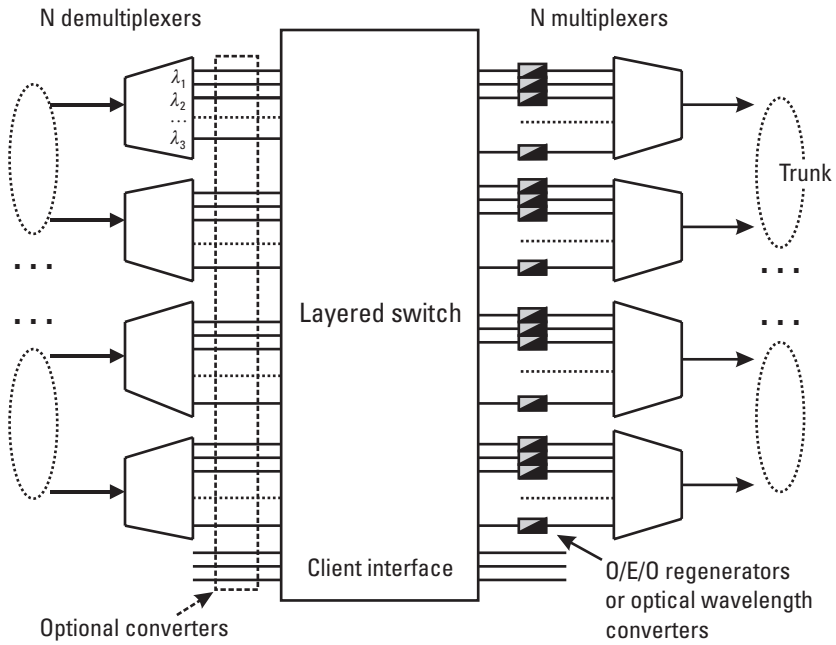 N demultiplexers
N multiplexers
λ1
λ2
...
λ3
Trunk
... 
...
...
...
Layered switch
Client interface
O/E/O regenerators
or optical wavelength
converters
Optional converters